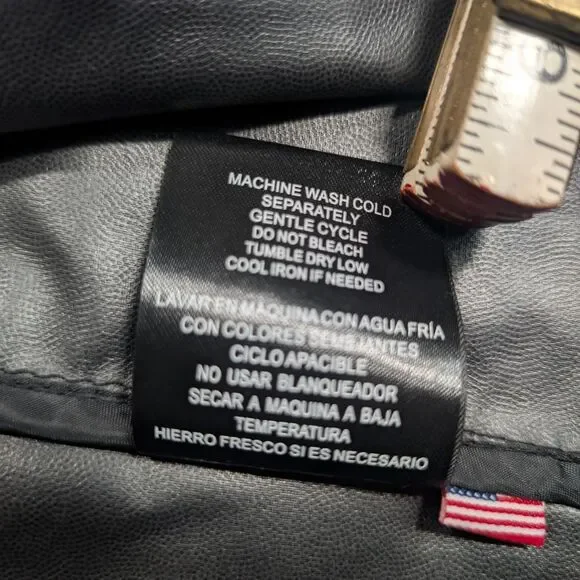 MACHINE WASH COLD
SEPARATELY
GENTLE CYCLE
DO NOT BLEACH
TUMBLE DRY LOW
COOL IRON IF NEEDED
LAVAR EN MAQUINA CON AGUA FRÍA
CON COLORES SEMEJANTES
CICLO APACIBLE
NO USAR BLANQUEADOR
SECAR A MAQUINA A BAJA
TEMPERATURA
HIERRO FRESCO SI ES NECESARIO